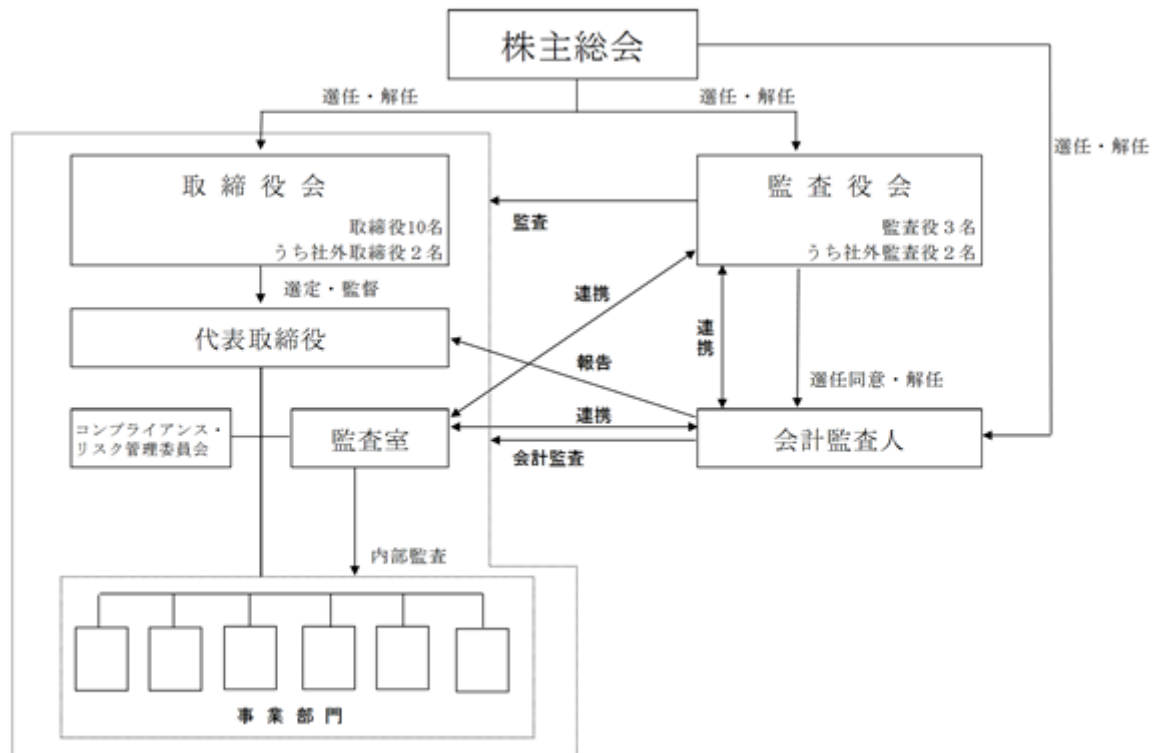 株主総会
選任・解任
選任・解任
選任・解任
取締役会
取締役10名
うち社外取締役２名
監査役会
監査役３名
うち社外監査役２名
監査
選定・監督
連携
連携
代表取締役
報告
選任同意・解任
コンプライアンス・
リスク管理委員会
監査室
連携
会計監査人
会計監査
内部監査
事業部門